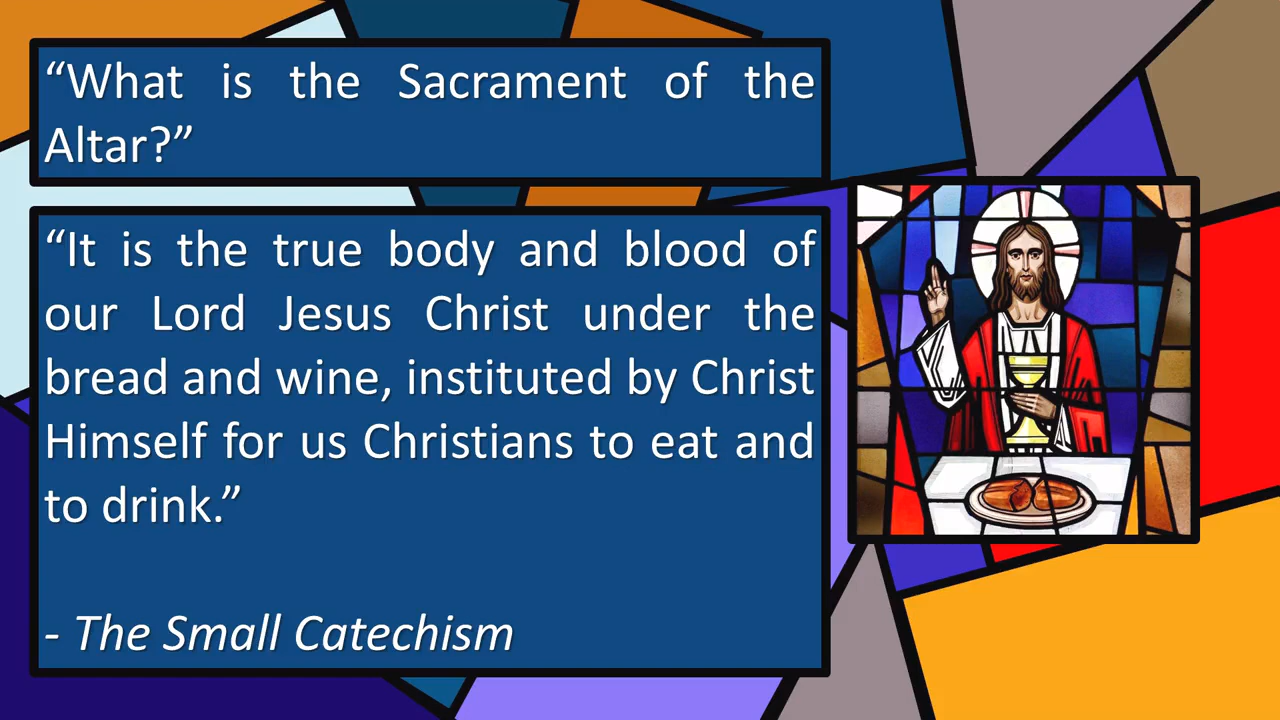 “What is the Sacrament of the
Altar?”
“It is the true body and blood of
our Lord Jesus Christ under the
bread and wine, instituted by Christ
Himself for us Christians to eat and
to drink.”
- The Small Catechism